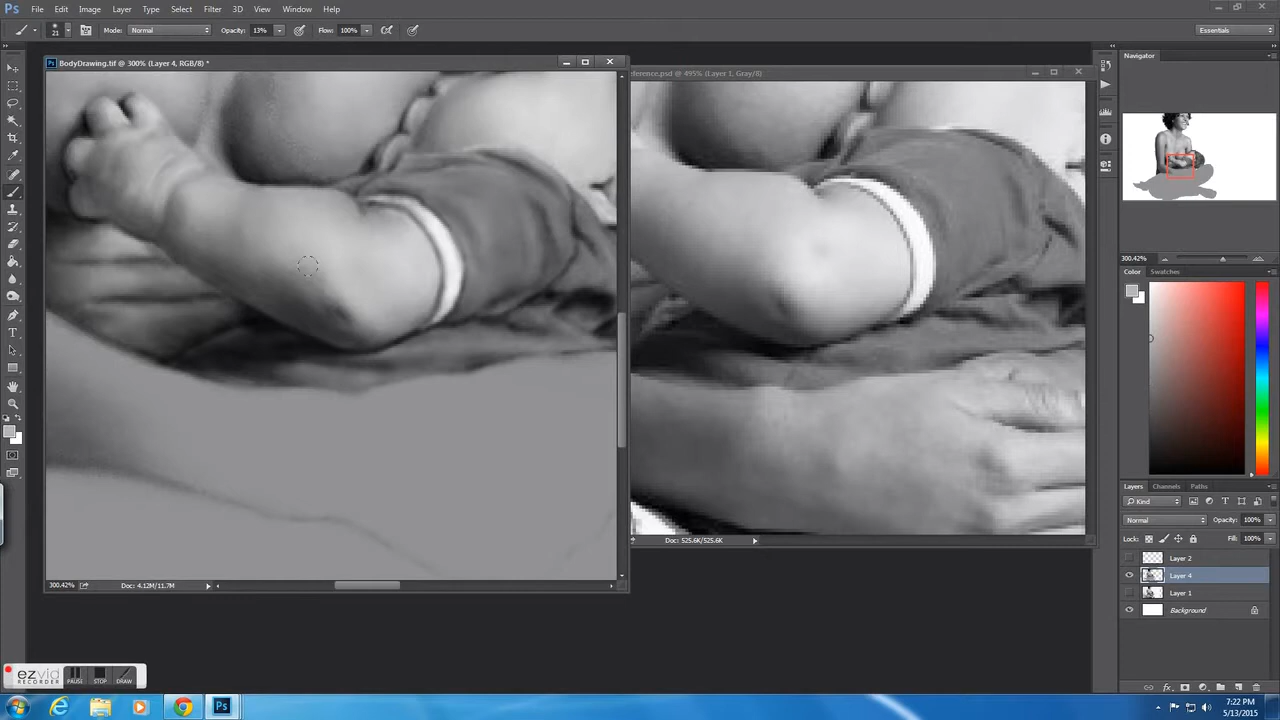 Ps File Edit Image Layer Type Select Filter 3D View Window Help
21 Mode: Normal Opacity: 13% Flow: 100% Essentials
BodyDrawing.tif @ 300% (Layer 4, RGB/8) *
ference.psd @ 495% (Layer 1, Gray/8)
Navigator
300.42%
Color Swatches
Layers Channels Paths
Kind
Normal Opacity: 100%
Lock: Fill: 100%
Layer 2
Layer 4
Layer 1
Background
Doc: 525.6K/525.6K
300.42% Doc: 4.12M/11.7M
ezvid
RECORDER
PAUSE STOP DRAW
Ps
7:22 PM
5/13/2015